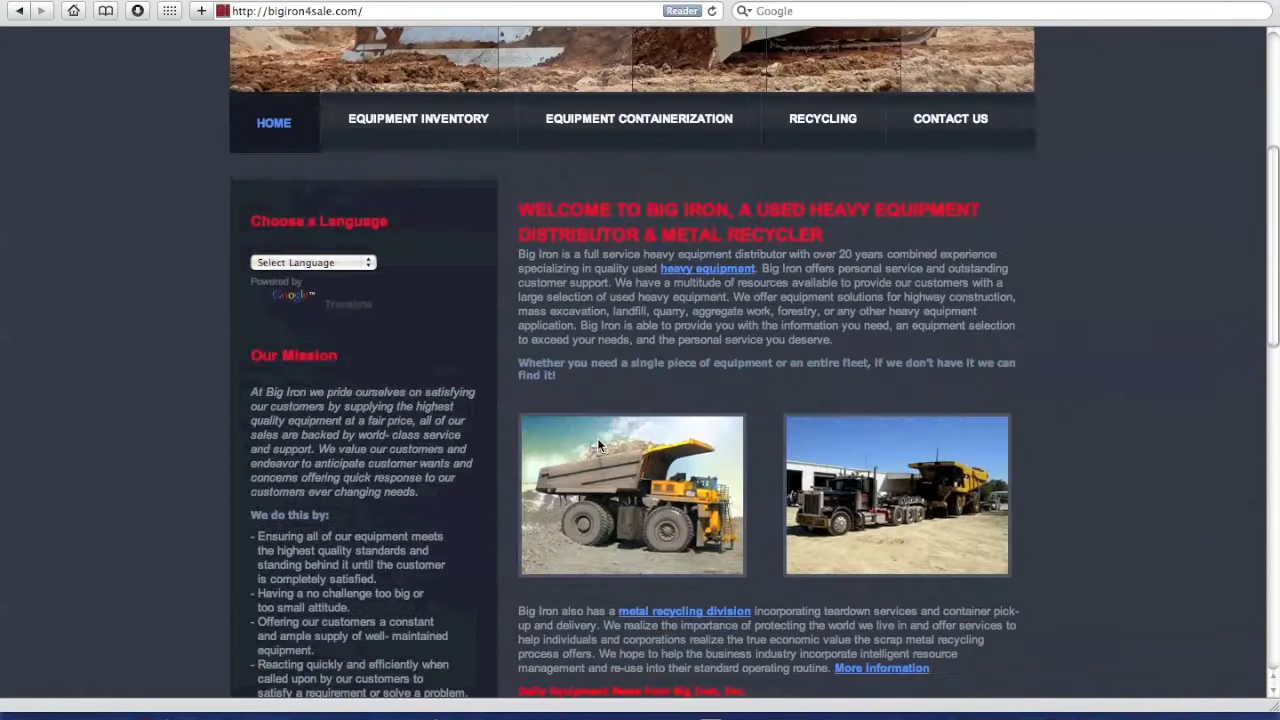 http://bigiron4sale.com/
Reader
Google
HOME
EQUIPMENT INVENTORY
EQUIPMENT CONTAINERIZATION
RECYCLING
CONTACT US
Choose a Language
Select Language
Powered by
Google™
Translate
Our Mission
At Big Iron we pride ourselves on satisfying
our customers by supplying the highest
quality equipment at a fair price, all of our
sales are backed by world- class service
and support. We value our customers and
endeavor to anticipate customer wants and
concerns offering quick response to our
customers ever changing needs.
We do this by:
- Ensuring all of our equipment meets
the highest quality standards and
standing behind it until the customer
is completely satisfied.
- Having a no challenge too big or
too small attitude.
- Offering our customers a constant
and ample supply of well- maintained
equipment.
- Reacting quickly and efficiently when
called upon by our customers to
satisfy a requirement or solve a problem.
WELCOME TO BIG IRON, A USED HEAVY EQUIPMENT
DISTRIBUTOR & METAL RECYCLER
Big Iron is a full service heavy equipment distributor with over 20 years combined experience
specializing in quality used heavy equipment. Big Iron offers personal service and outstanding
customer support. We have a multitude of resources available to provide our customers with a
large selection of used heavy equipment. We offer equipment solutions for highway construction,
mass excavation, landfill, quarry, aggregate work, forestry, or any other heavy equipment
application. Big Iron is able to provide you with the information you need, an equipment selection
to exceed your needs, and the personal service you deserve.
Whether you need a single piece of equipment or an entire fleet, if we don't have it we can
find it!
Big Iron also has a metal recycling division incorporating teardown services and container pick-
up and delivery. We realize the importance of protecting the world we live in and offer services to
help individuals and corporations realize the true economic value the scrap metal recycling
process offers. We hope to help the business industry incorporate intelligent resource
management and re-use into their standard operating routine. More information
Daily Equipment News from Big Iron, Inc.